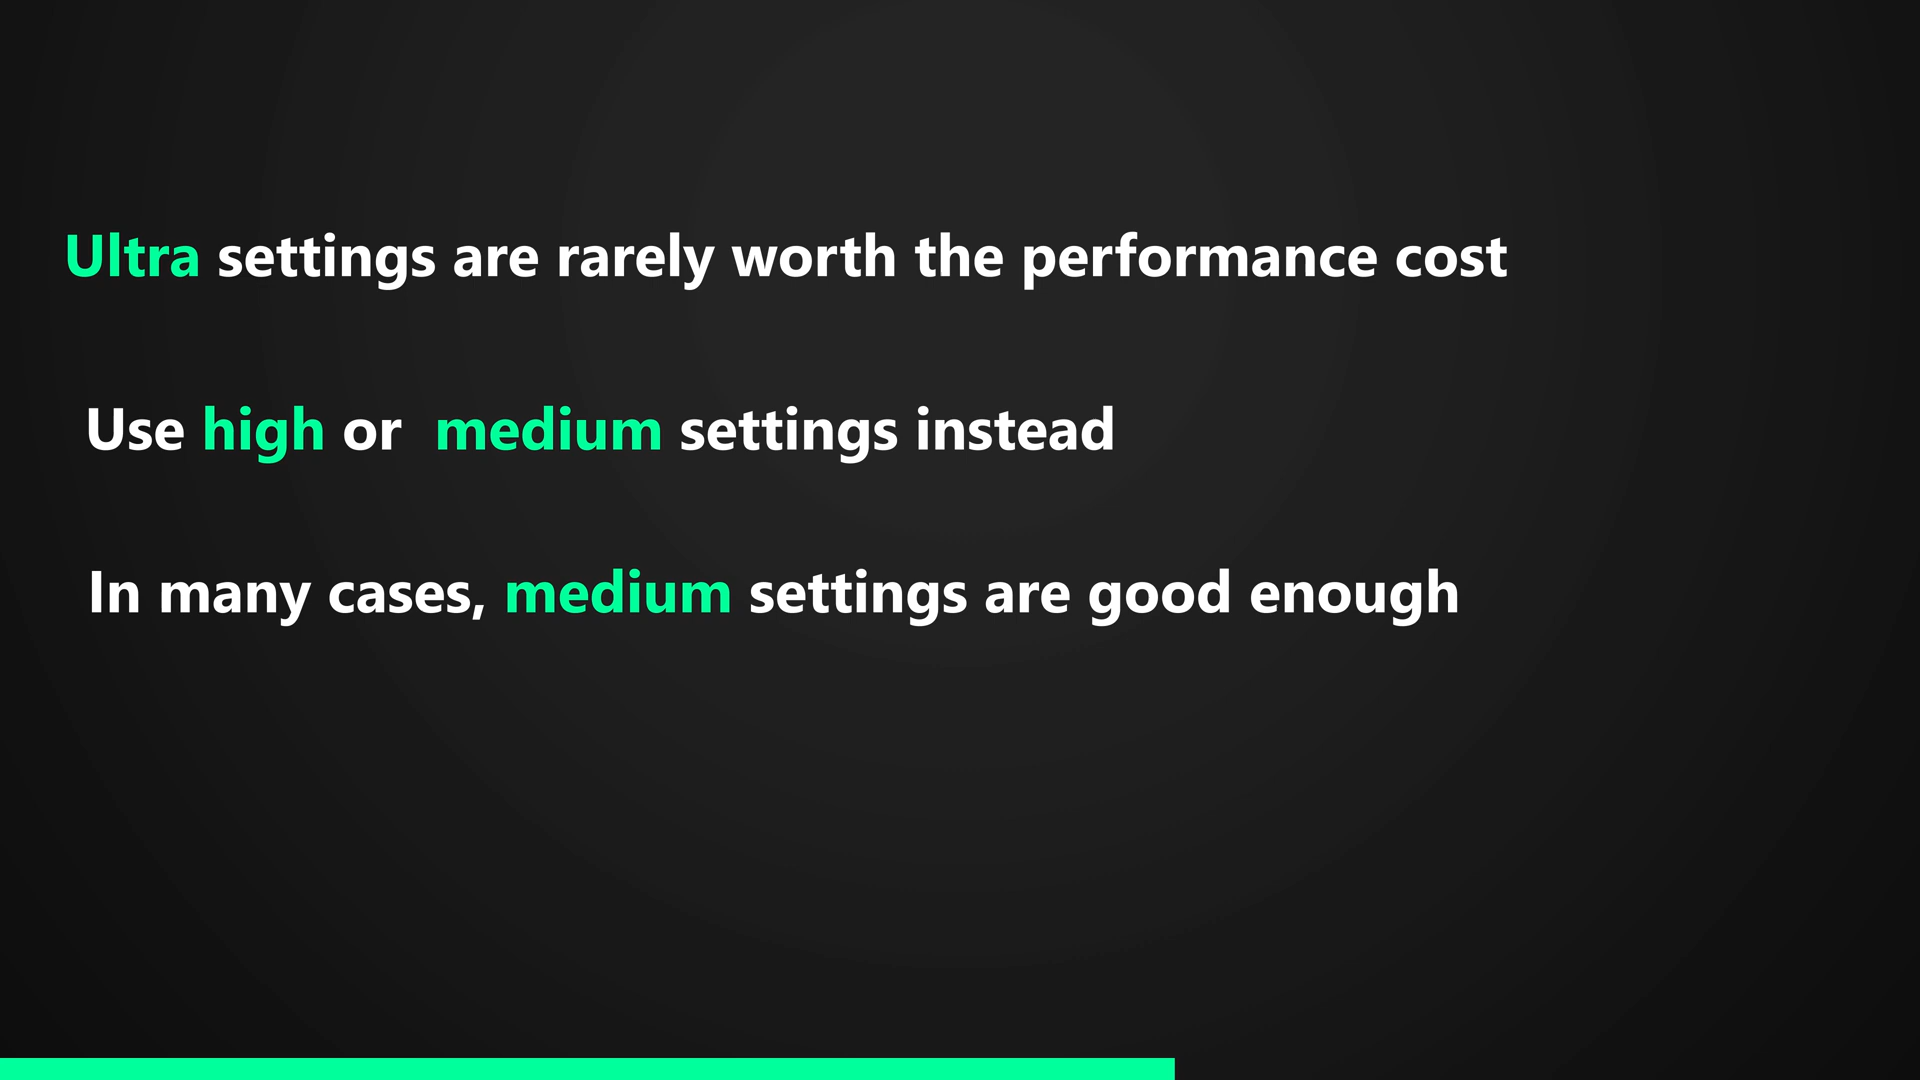 Ultra settings are rarely worth the performance cost
Use high or  medium settings instead
In many cases, medium settings are good enough